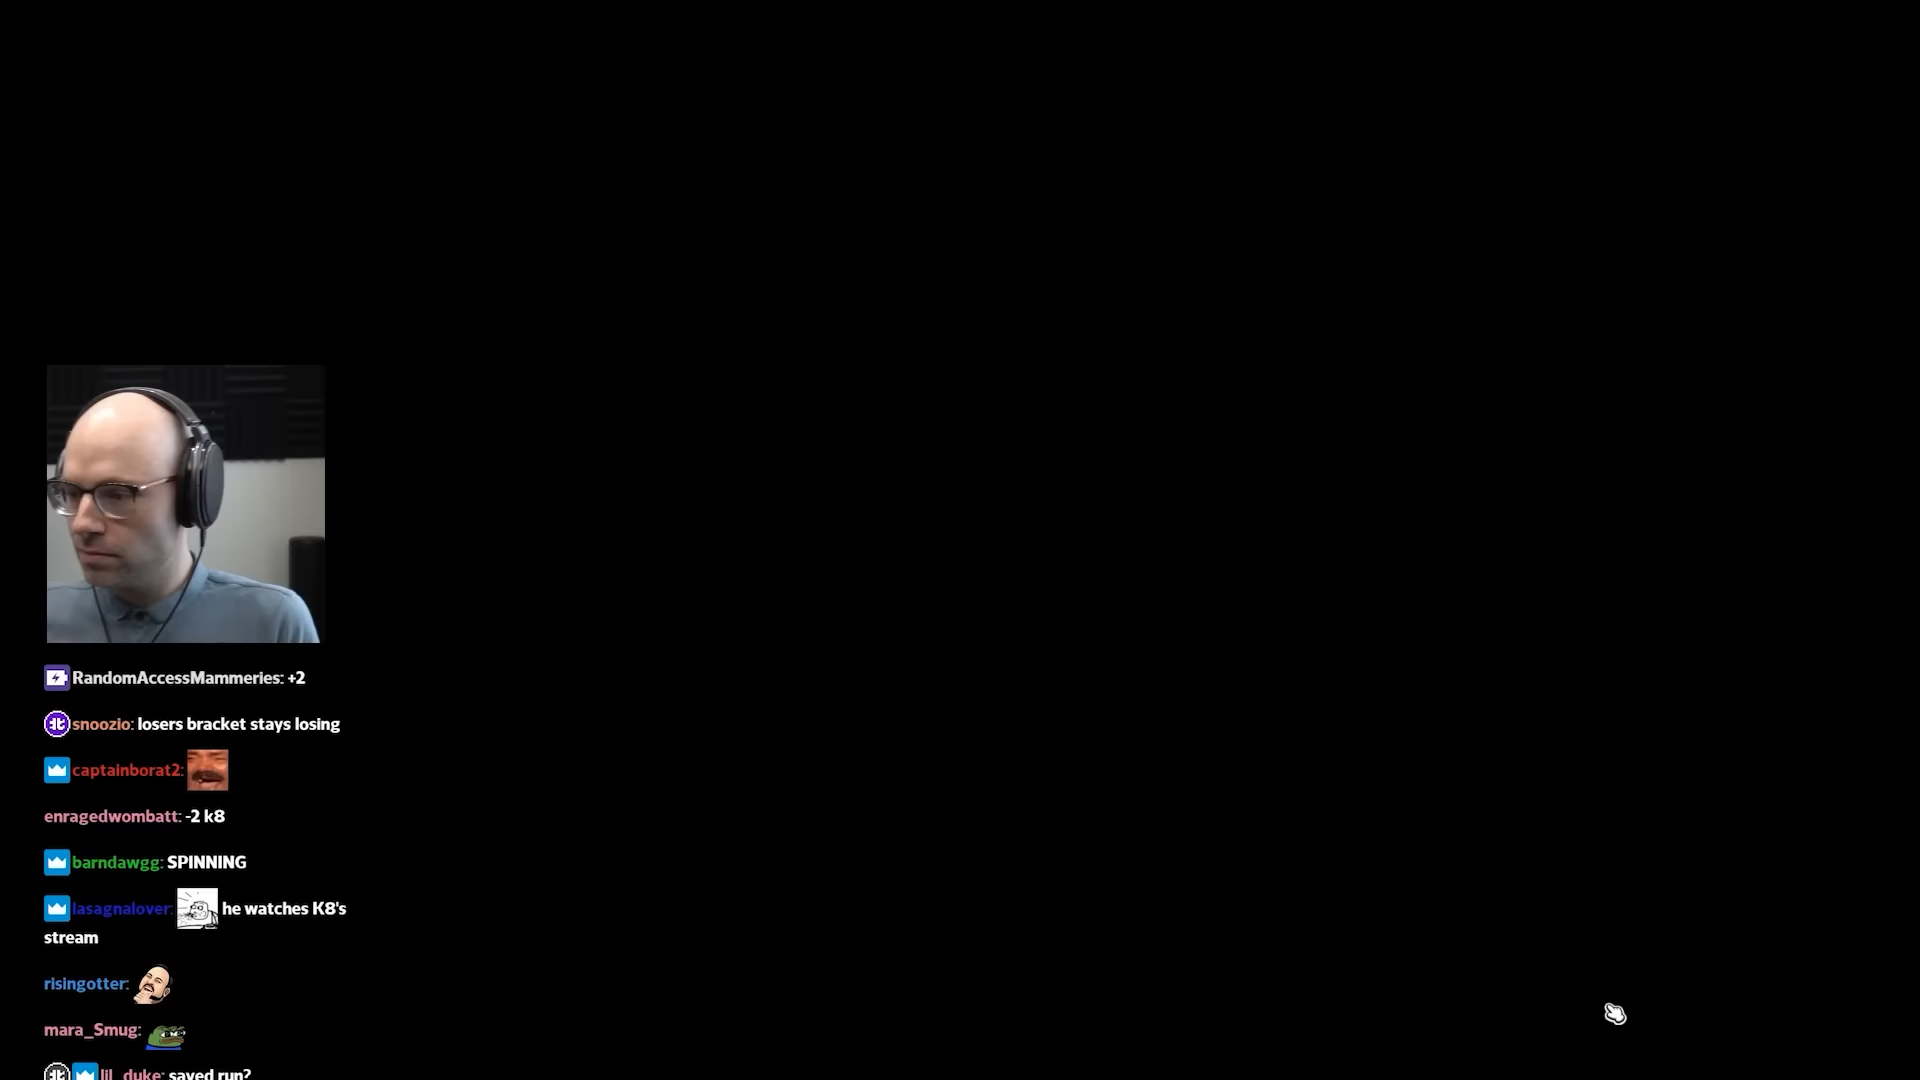 RandomAccessMammeries: +2
snoozio: losers bracket stays losing
captainborat2:
enragedwombatt: -2 k8
barndawgg: SPINNING
lasagnalover: he watches K8's
stream
risingotter:
mara_Smug:
lil_duke: saved run?